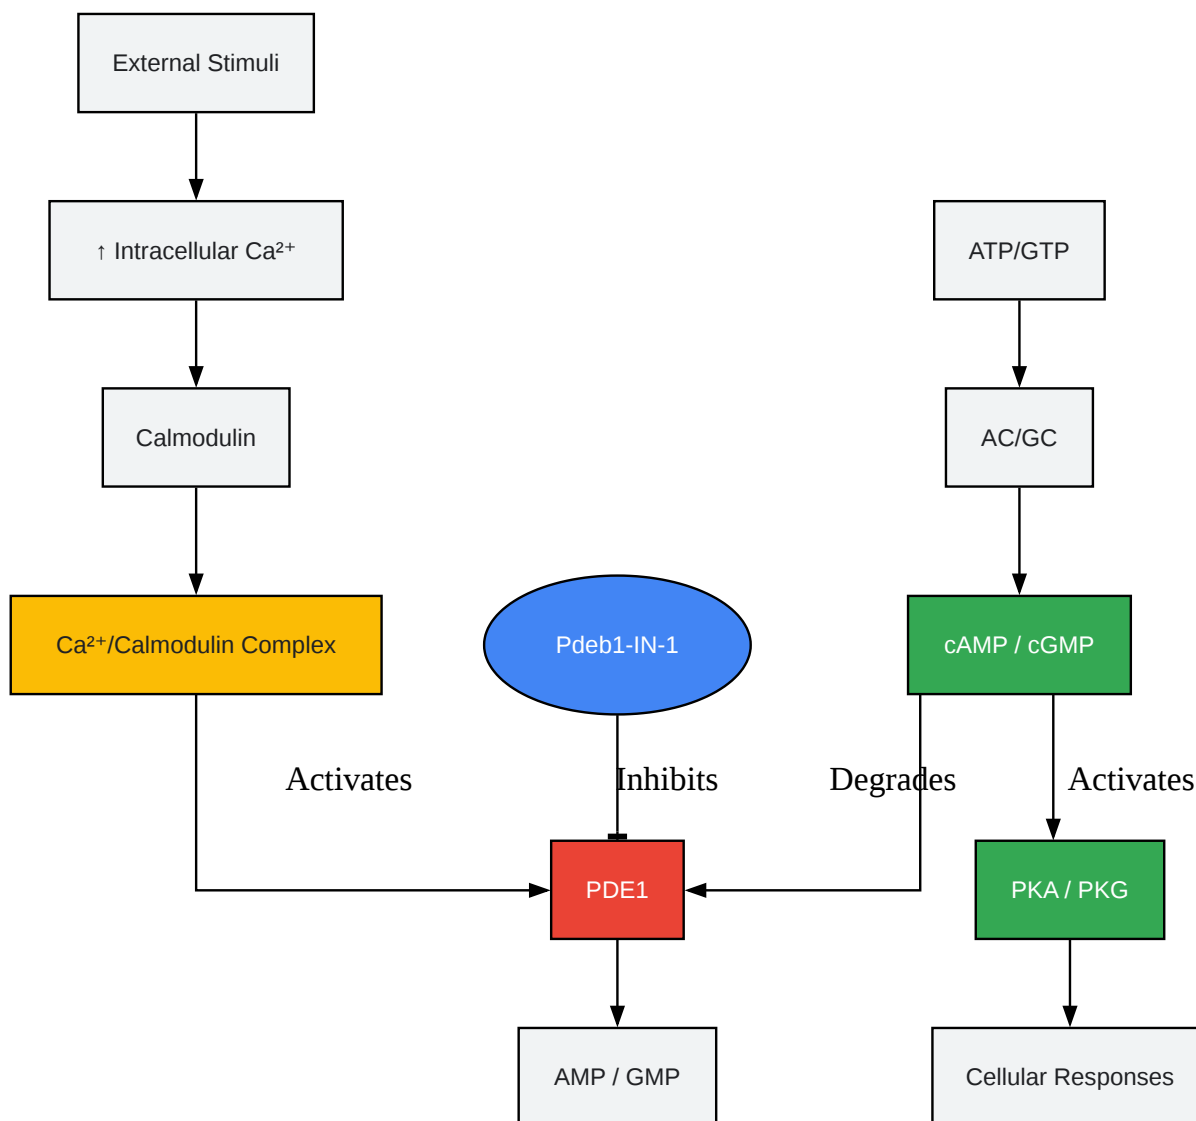 External Stimuli
↑ Intracellular Ca²⁺
ATP/GTP
Calmodulin
AC/GC
Ca²⁺/Calmodulin Complex
Pdeb1-IN-1
cAMP / cGMP
Activates
Inhibits
Degrades
Activates
PDE1
PKA / PKG
AMP / GMP
Cellular Responses